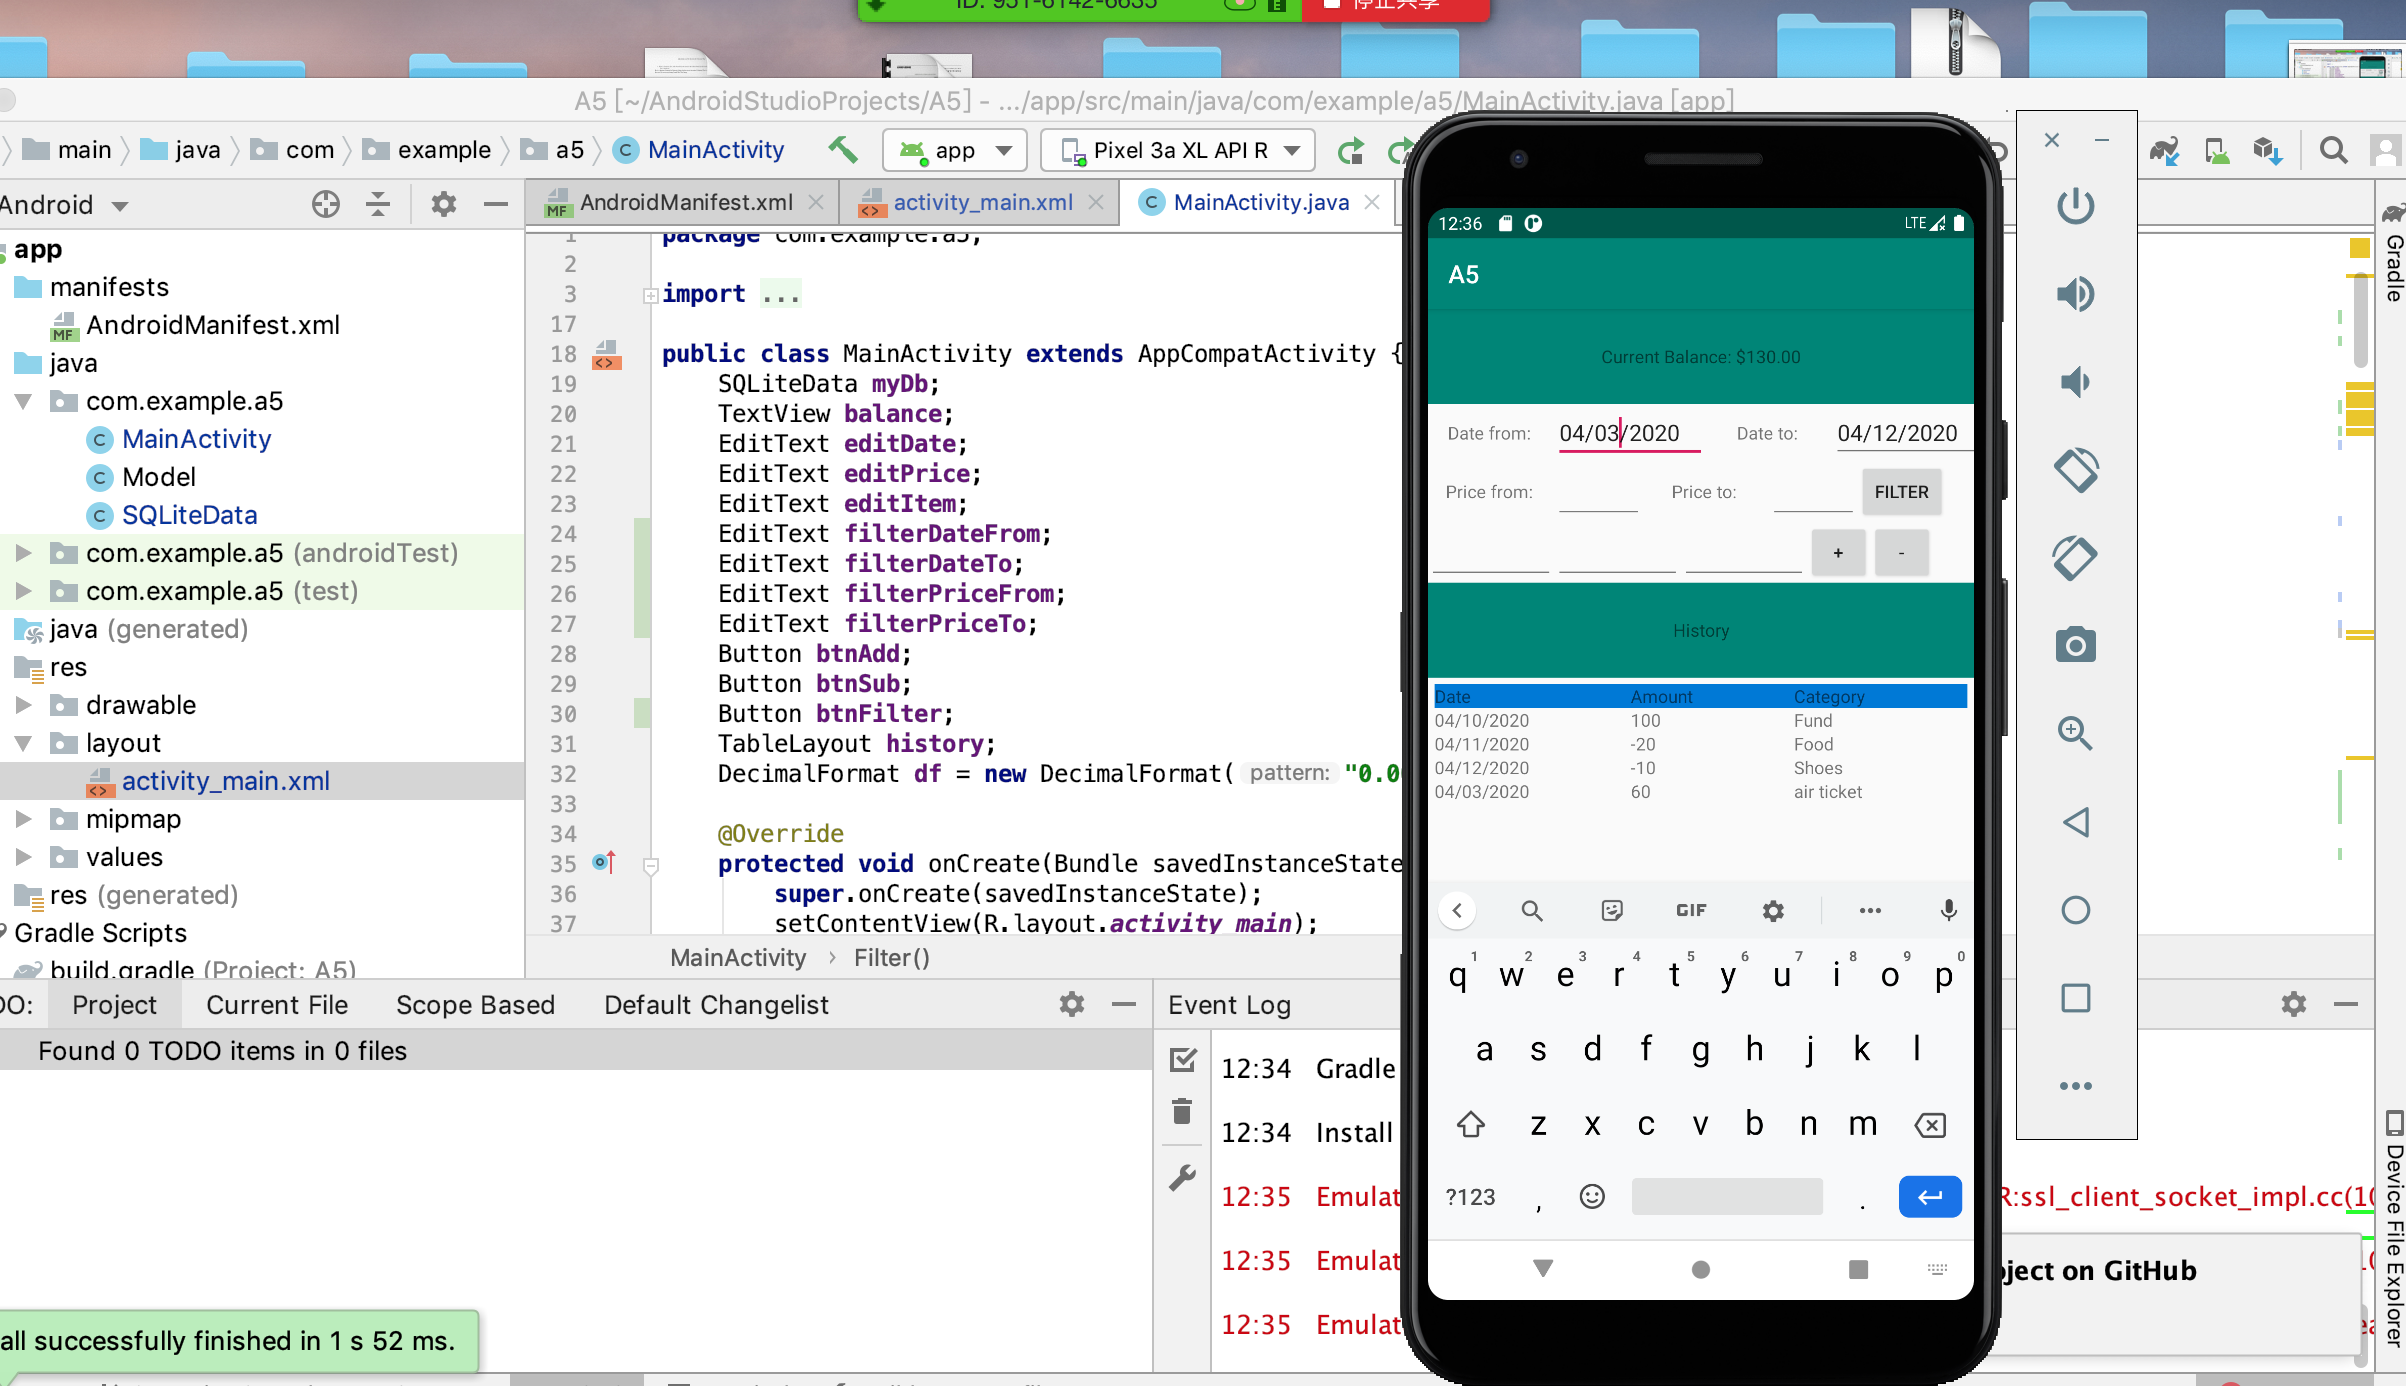 ID: 951-6142-6635
停止共享
A5 [~/AndroidStudioProjects/A5] - .../app/src/main/java/com/example/a5/MainActivity.java [app]
main java com example a5 MainActivity app Pixel 3a XL API R
Android
AndroidManifest.xml activity_main.xml MainActivity.java
app
manifests
AndroidManifest.xml
java
com.example.a5
MainActivity
Model
SQLiteData
com.example.a5 (androidTest)
com.example.a5 (test)
java (generated)
res
drawable
layout
activity_main.xml
mipmap
values
res (generated)
Gradle Scripts
build.gradle (Project: A5)
1 package com.example.a5;
2
3 import ...
17
18 public class MainActivity extends AppCompatActivity {
19 SQLiteData myDb;
20 TextView balance;
21 EditText editDate;
22 EditText editPrice;
23 EditText editItem;
24 EditText filterDateFrom;
25 EditText filterDateTo;
26 EditText filterPriceFrom;
27 EditText filterPriceTo;
28 Button btnAdd;
29 Button btnSub;
30 Button btnFilter;
31 TableLayout history;
32 DecimalFormat df = new DecimalFormat( pattern: "0.0
33
34 @Override
35 protected void onCreate(Bundle savedInstanceState
36 super.onCreate(savedInstanceState);
37 setContentView(R.layout.activity_main);
MainActivity › Filter()
DO: Project Current File Scope Based Default Changelist
Found 0 TODO items in 0 files
all successfully finished in 1 s 52 ms.
Event Log
12:34 Gradle
12:34 Install
12:35 Emulat
R:ssl_client_socket_impl.cc(10
12:35 Emulat
12:35 Emulat
oject on GitHub
12:36 LTE
A5
Current Balance: $130.00
Date from: 04/03/2020 Date to: 04/12/2020
Price from: Price to: FILTER
+ -
History
Date Amount Category
04/10/2020 100 Fund
04/11/2020 -20 Food
04/12/2020 -10 Shoes
04/03/2020 60 air ticket
GIF
q1 w2 e3 r4 t5 y6 u7 i8 o9 p0
a s d f g h j k l
z x c v b n m
?123 , .
Gradle
Device File Explorer